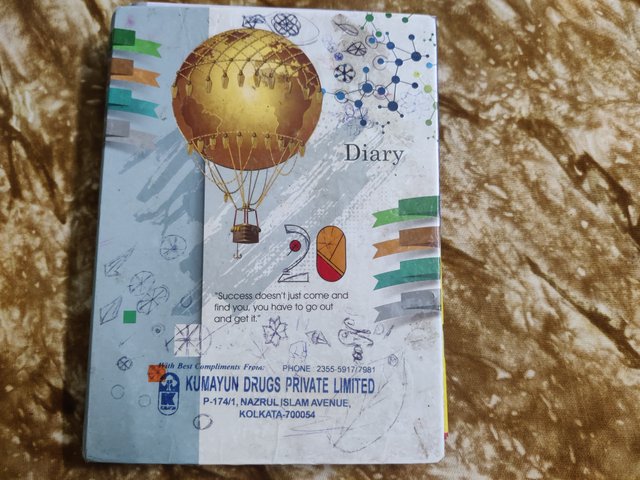 Diary
20
"Success doesn't just come and
find you, you have to go out
and get it."
With Best Compliments From: PHONE 2355-5917/7981
KUMAYUN DRUGS PRIVATE LIMITED
P-174/1, NAZRUL ISLAM AVENUE,
KOLKATA-700054